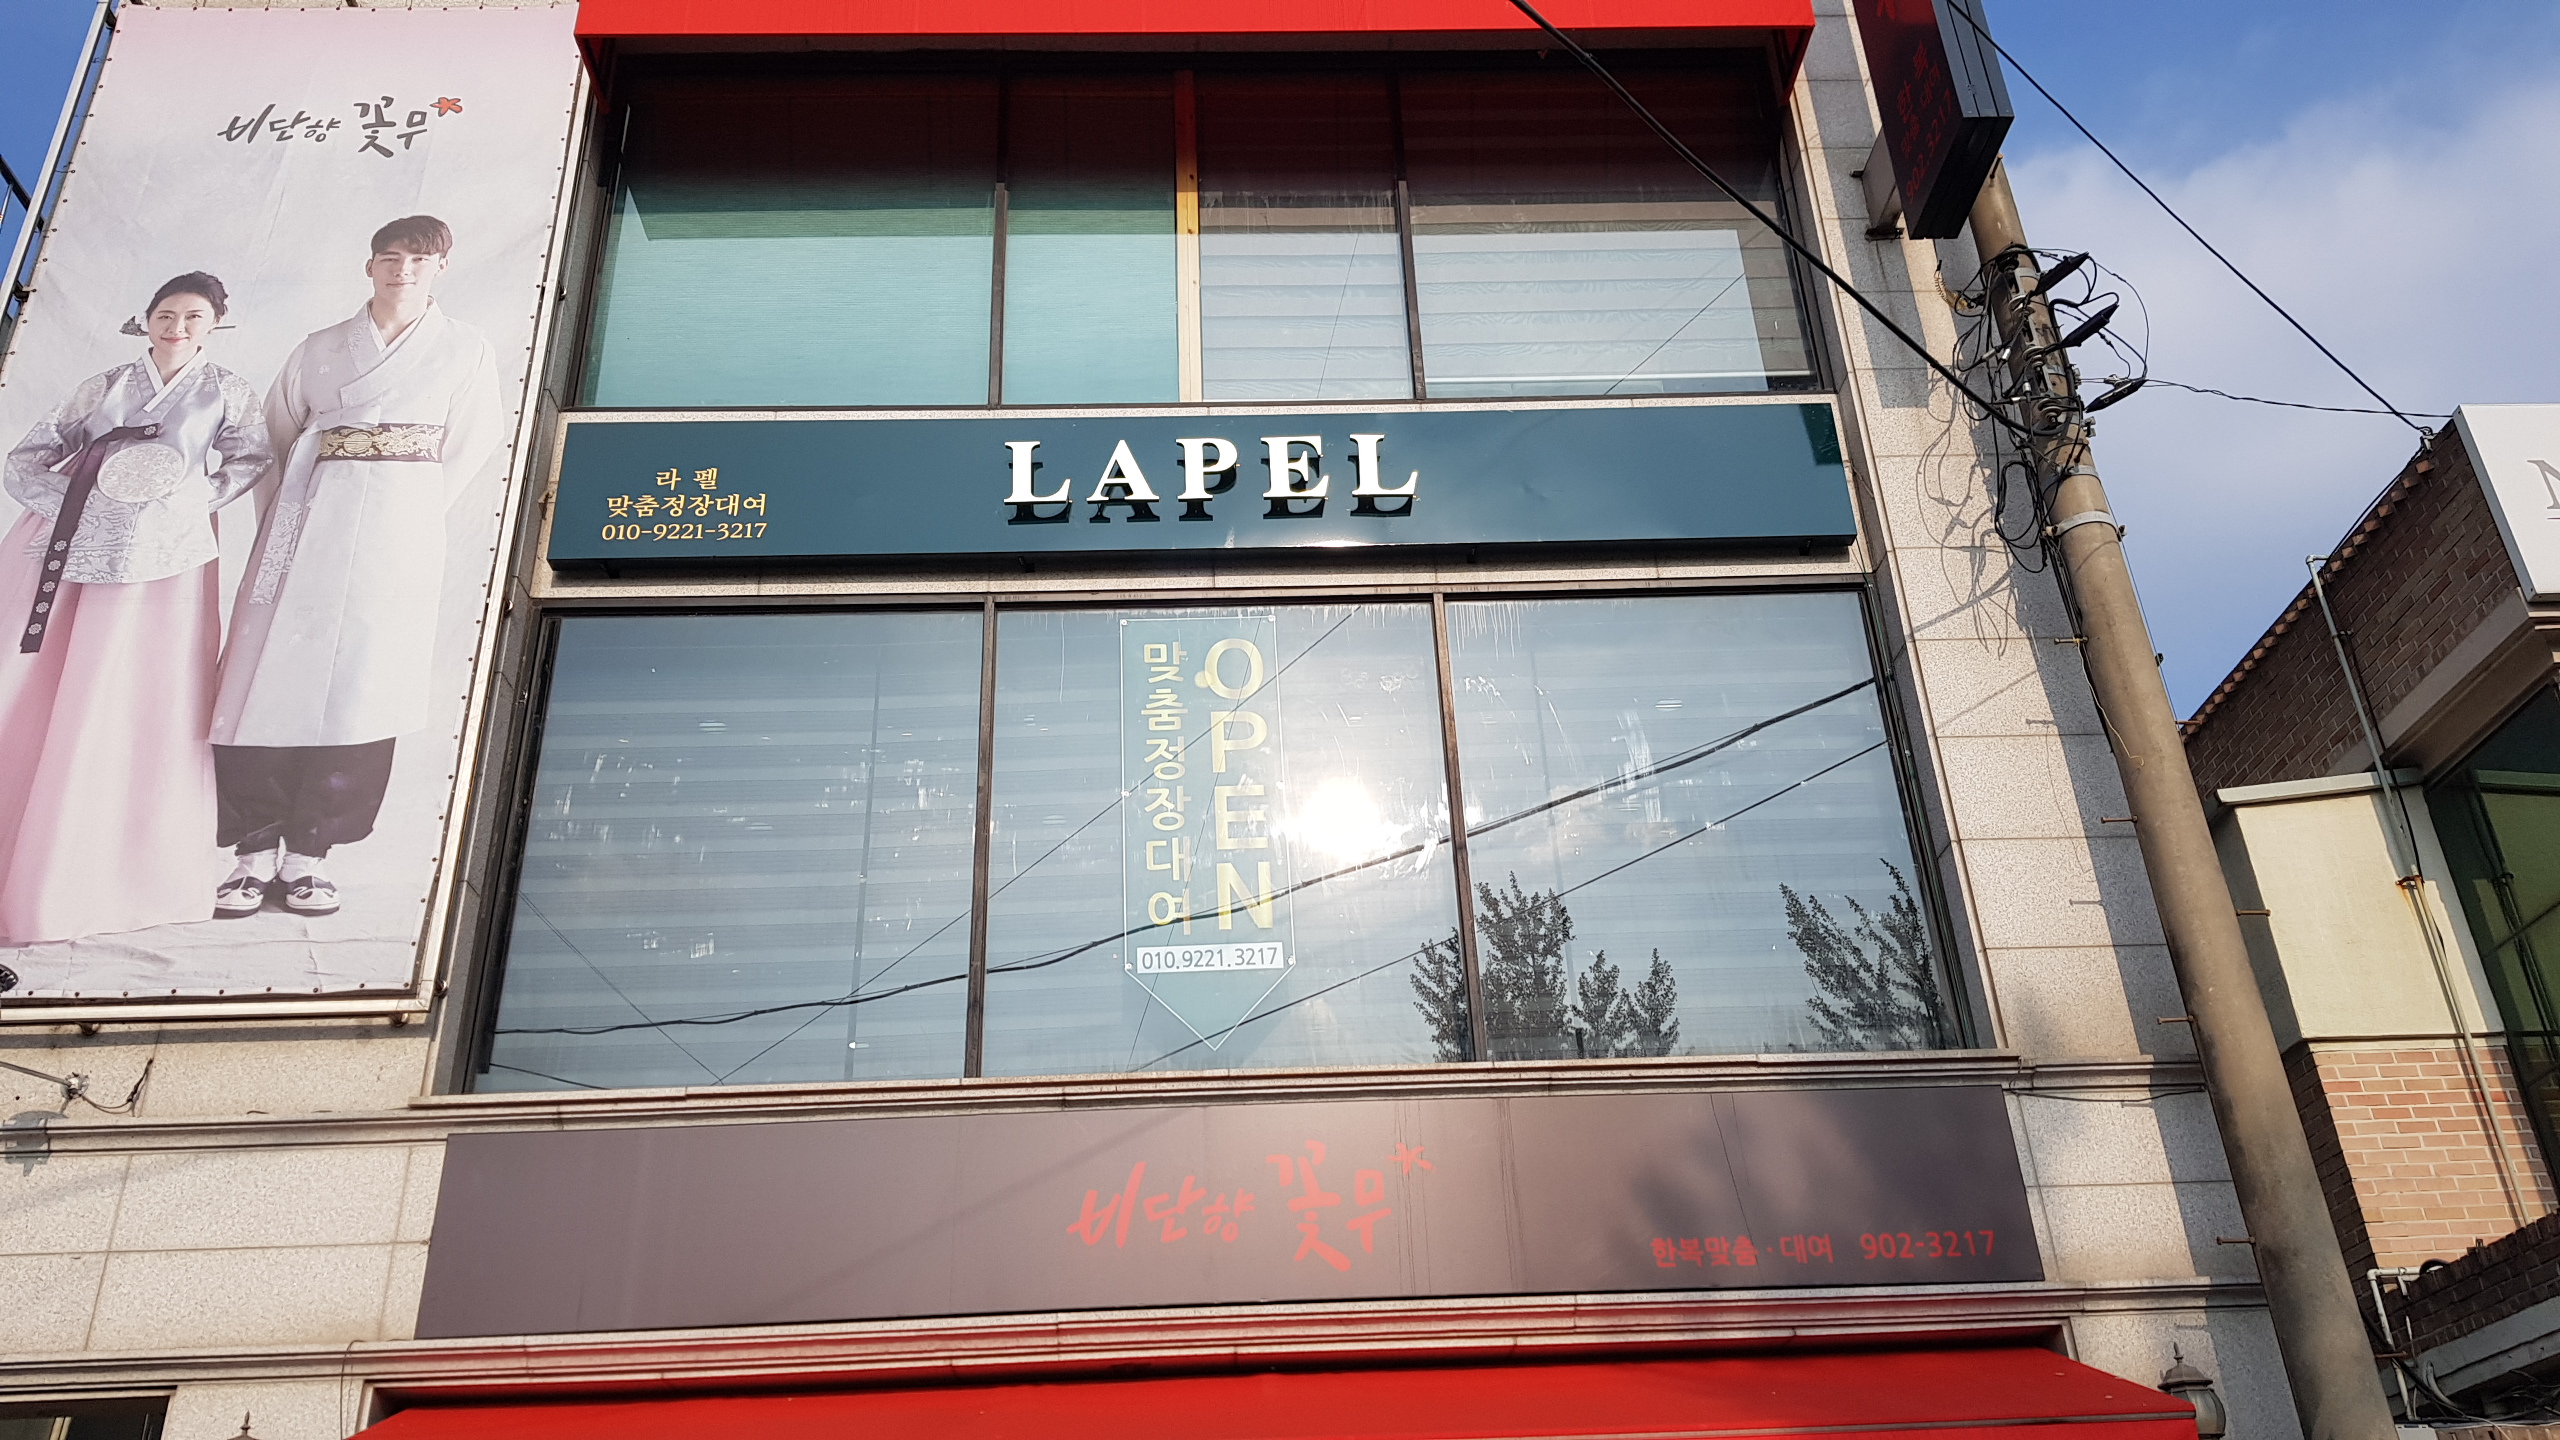 비단향꽃무
902-3217
라펠
맞춤정장대여
010-9221-3217
LAPEL
맞춤정장대여
OPEN
010.9221.3217
비단향꽃무
한복맞춤·대여 902-3217